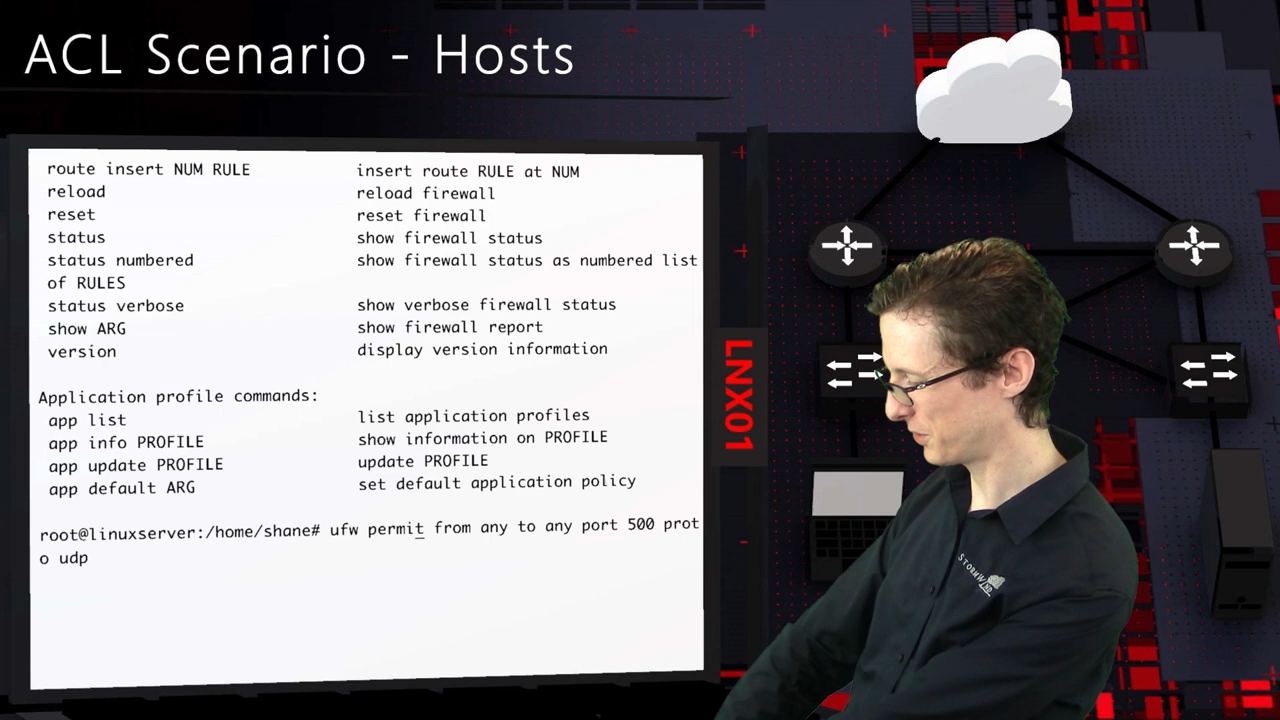 ACL Scenario - Hosts
route insert NUM RULE insert route RULE at NUM
reload reload firewall
reset reset firewall
status show firewall status
status numbered show firewall status as numbered list
of RULES
status verbose show verbose firewall status
show ARG show firewall report
version display version information
Application profile commands:
app list list application profiles
app info PROFILE show information on PROFILE
app update PROFILE update PROFILE
app default ARG set default application policy
root@linuxserver:/home/shane# ufw permit from any to any port 500 prot
o udp
LNX01
STORMWIND